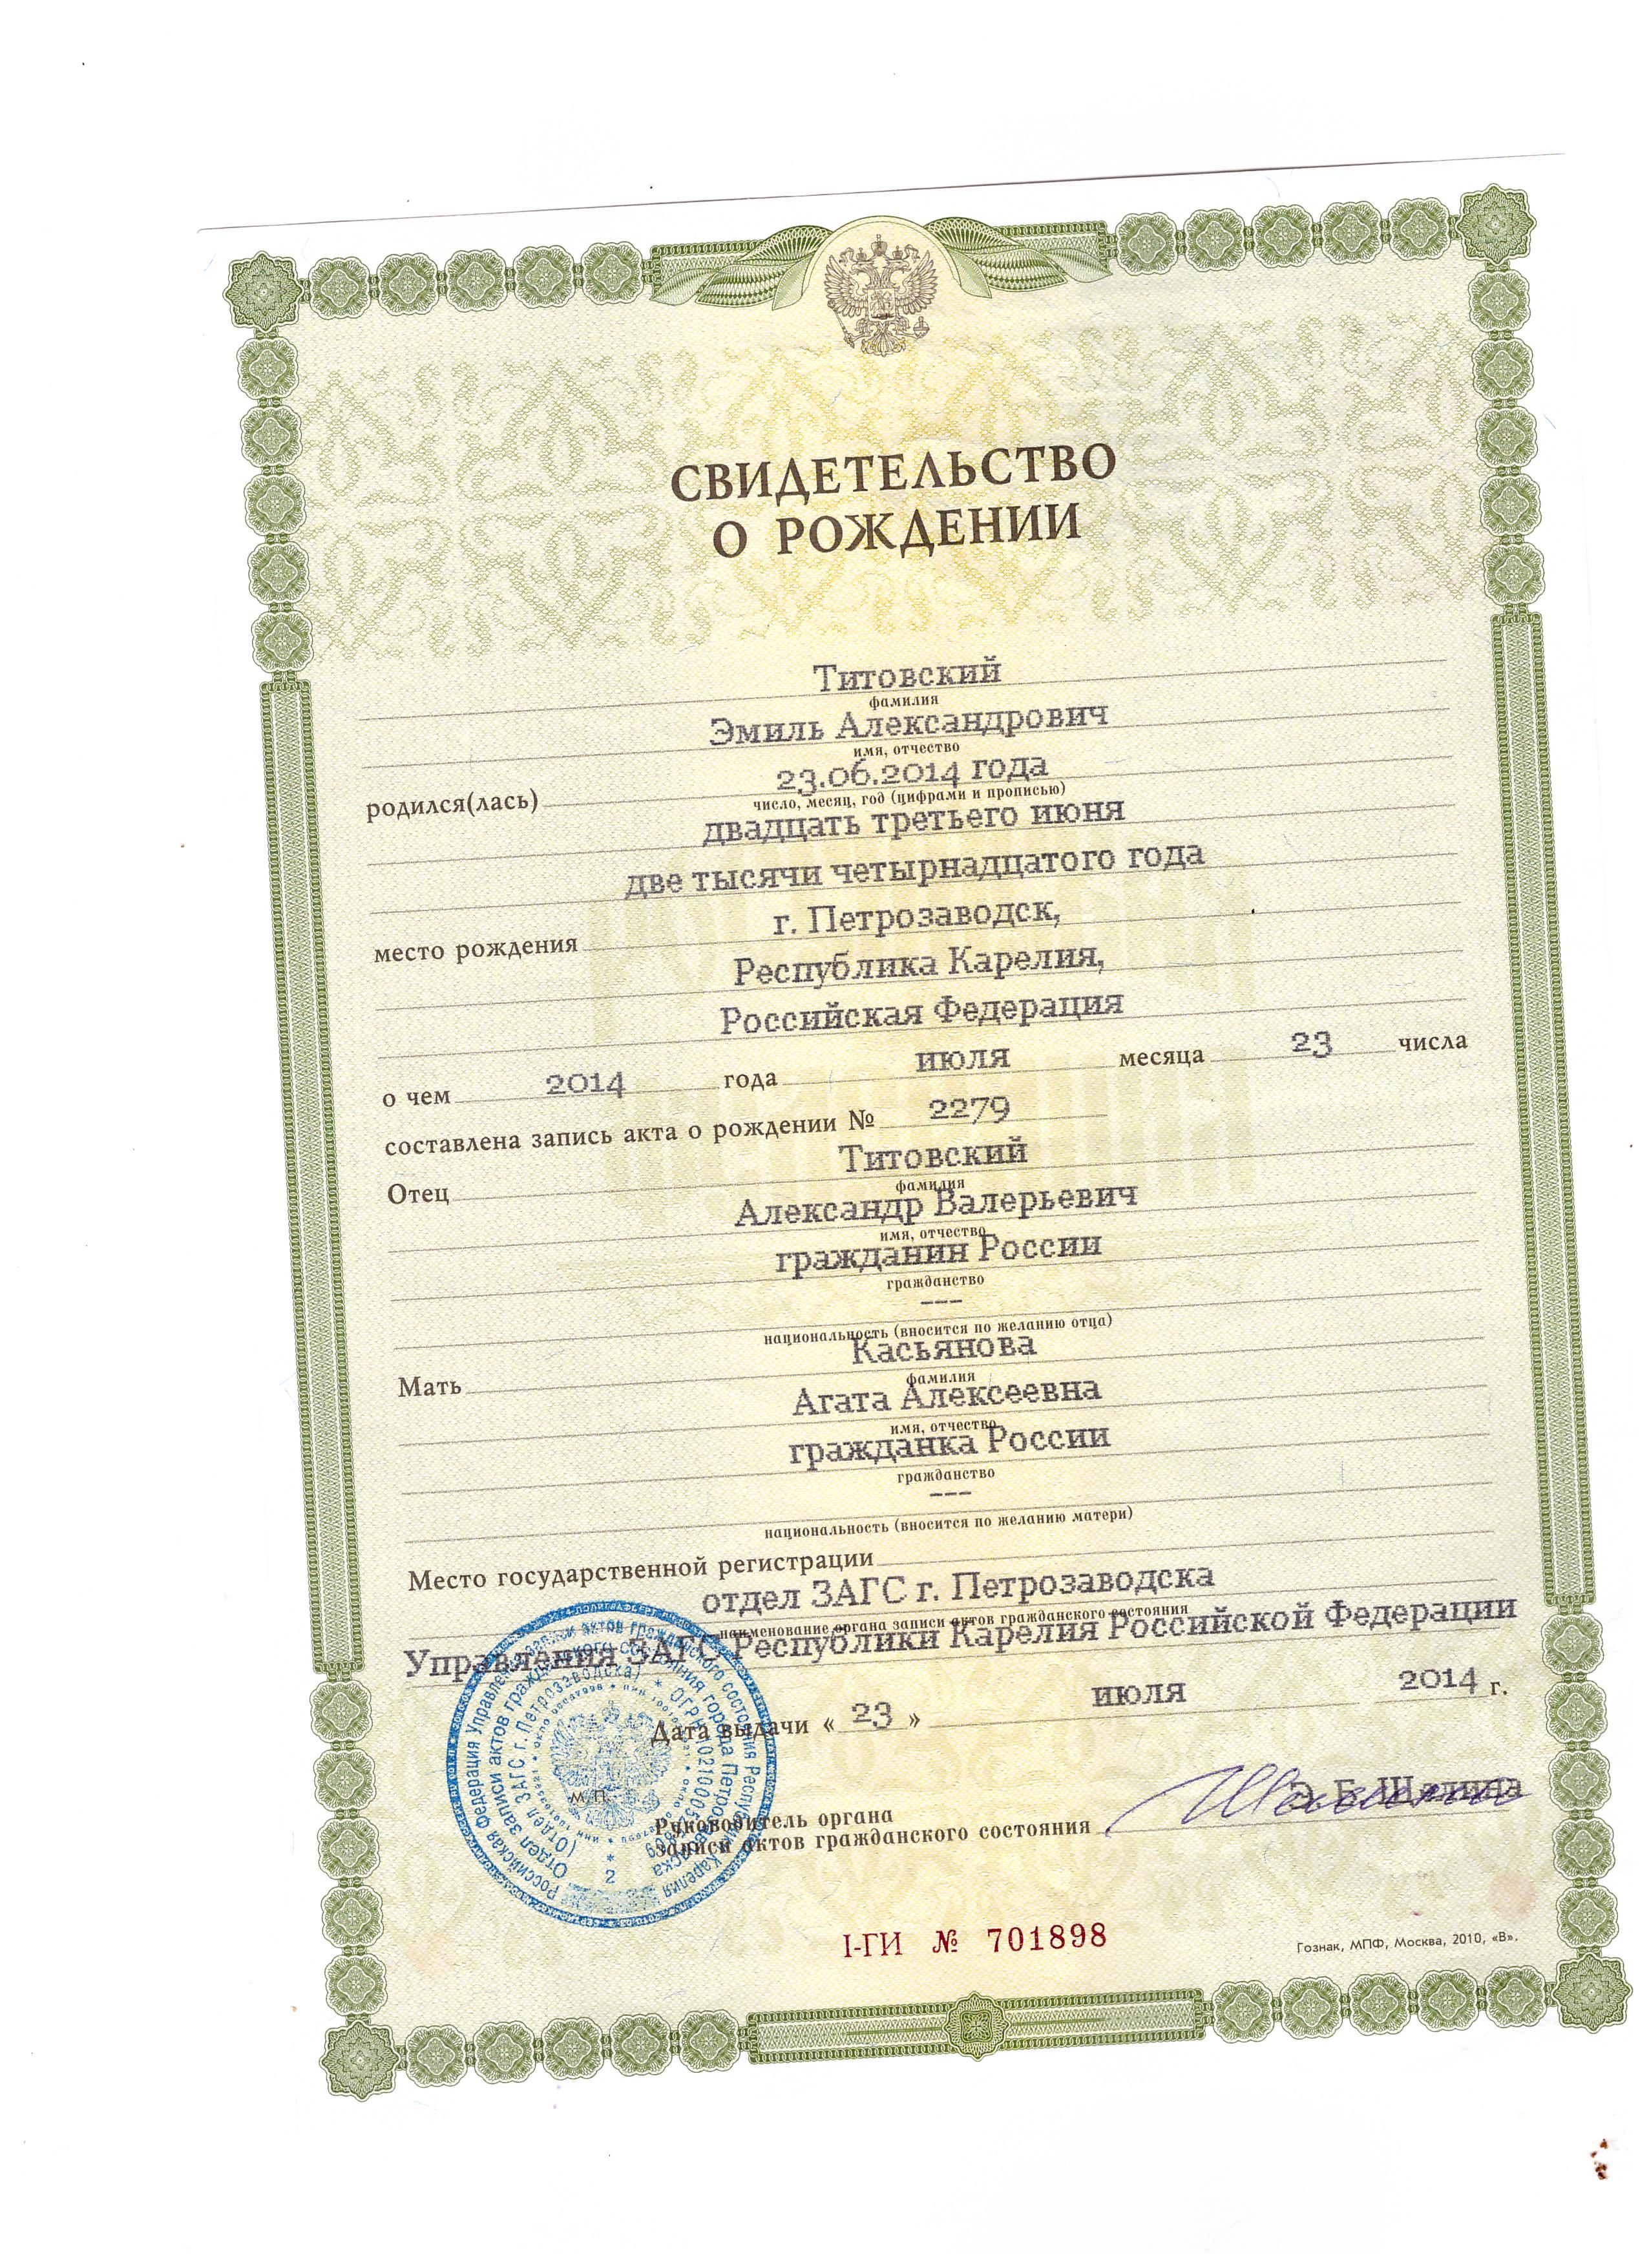 СВИДЕТЕЛЬСТВО
О РОЖДЕНИИ
Титовский
фамилия
Эмиль Александрович
имя, отчество
родился(лась) 23.06.2014 года
число, месяц, год (цифрами и прописью)
двадцать третьего июня
две тысячи четырнадцатого года
место рождения г. Петрозаводск,
Республика Карелия,
Российская Федерация
о чем 2014 года июля месяца 23 числа
составлена запись акта о рождении № 2279
Отец Титовский
фамилия
Александр Валерьевич
имя, отчество
гражданин России
гражданство
---
национальность (вносится по желанию отца)
Мать Касьянова
фамилия
Агата Алексеевна
имя, отчество
гражданка России
гражданство
---
национальность (вносится по желанию матери)
Место государственной регистрации
отдел ЗАГС г. Петрозаводска
наименование органа записи актов гражданского состояния
Управления ЗАГС Республики Карелия Российской Федерации
Дата выдачи « 23 » июля 2014 г.
М.П.
Руководитель органа
записи актов гражданского состояния
Российская Федерация Управление записи актов гражданского состояния Республики Карелия
Отдел записи актов гражданского состояния города Петрозаводска
(Отдел ЗАГС г. Петрозаводска)
2
I-ГИ № 701898
Гознак, МПФ, Москва, 2010, «В».